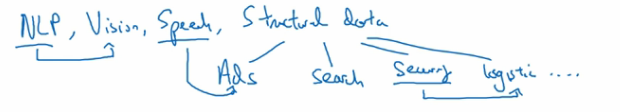 NLP, Vision, Speech, Structural data
Ads search Security logistic ....